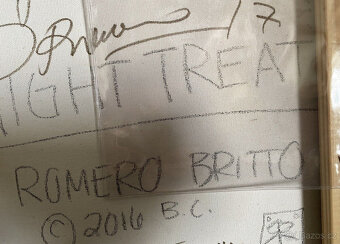 17
IGHT TREAT
ROMERO BRITTO
© 2016 B.C.